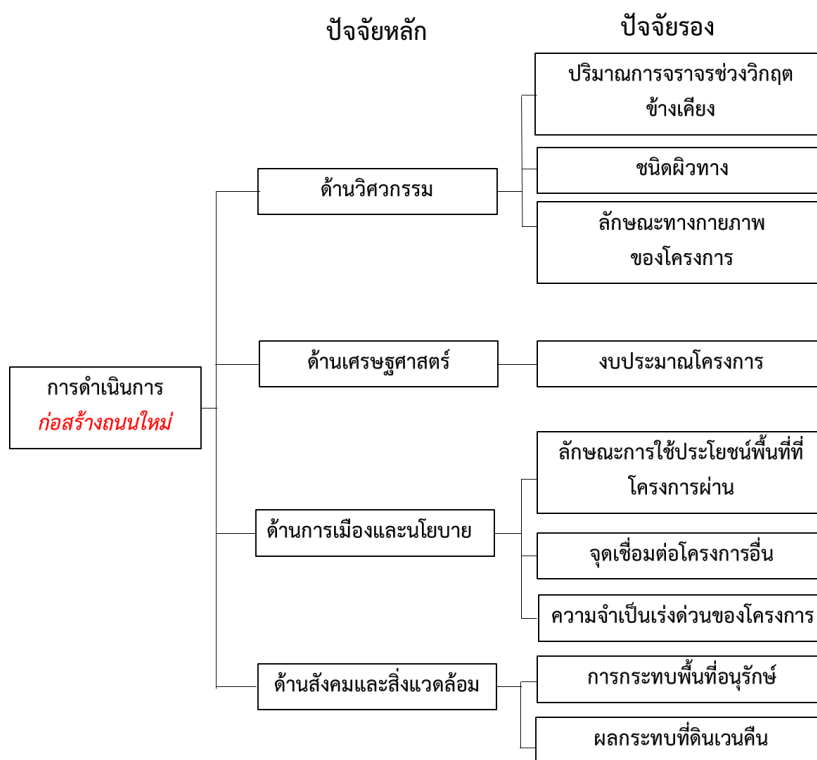 ปัจจัยหลัก
ปัจจัยรอง
การดำเนินการ
ก่อสร้างถนนใหม่
ด้านวิศวกรรม
ปริมาณการจราจรช่วงวิกฤต
ข้างเคียง
ชนิดผิวทาง
ลักษณะทางกายภาพ
ของโครงการ
ด้านเศรษฐศาสตร์
งบประมาณโครงการ
ด้านการเมืองและนโยบาย
ลักษณะการใช้ประโยชน์พื้นที่ที่
โครงการผ่าน
จุดเชื่อมต่อโครงการอื่น
ความจำเป็นเร่งด่วนของโครงการ
ด้านสังคมและสิ่งแวดล้อม
การกระทบพื้นที่อนุรักษ์
ผลกระทบที่ดินเวนคืน